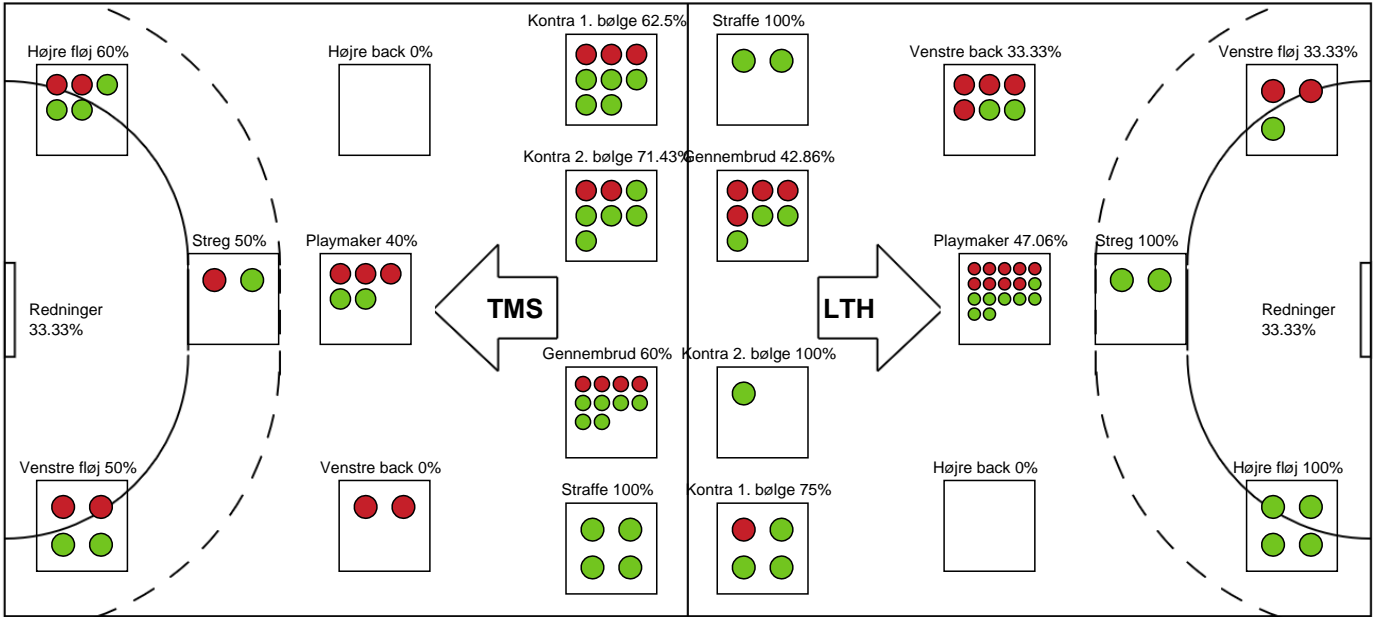 Kontra 1. bølge 62.5%
Straffe 100%
Højre fløj 60%
Højre back 0%
Venstre back 33.33%
Venstre fløj 33.33%
Kontra 2. bølge 71.43%
Gennembrud 42.86%
Streg 50%
Playmaker 40%
Playmaker 47.06%
Streg 100%
Redninger
33.33%
TMS
LTH
Redninger
33.33%
Gennembrud 60%
Kontra 2. bølge 100%
Venstre fløj 50%
Venstre back 0%
Højre back 0%
Højre fløj 100%
Straffe 100%
Kontra 1. bølge 75%